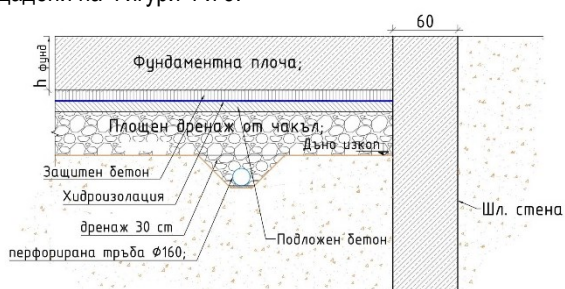 60
h фунд
Фундаментна плоча;
Площен дренаж от чакъл;
Дъно изкоп
Защитен бетон
Хидроизолация
дренаж 30 cm
перфорирана тръба Ф160;
Подложен бетон
Шл. стена